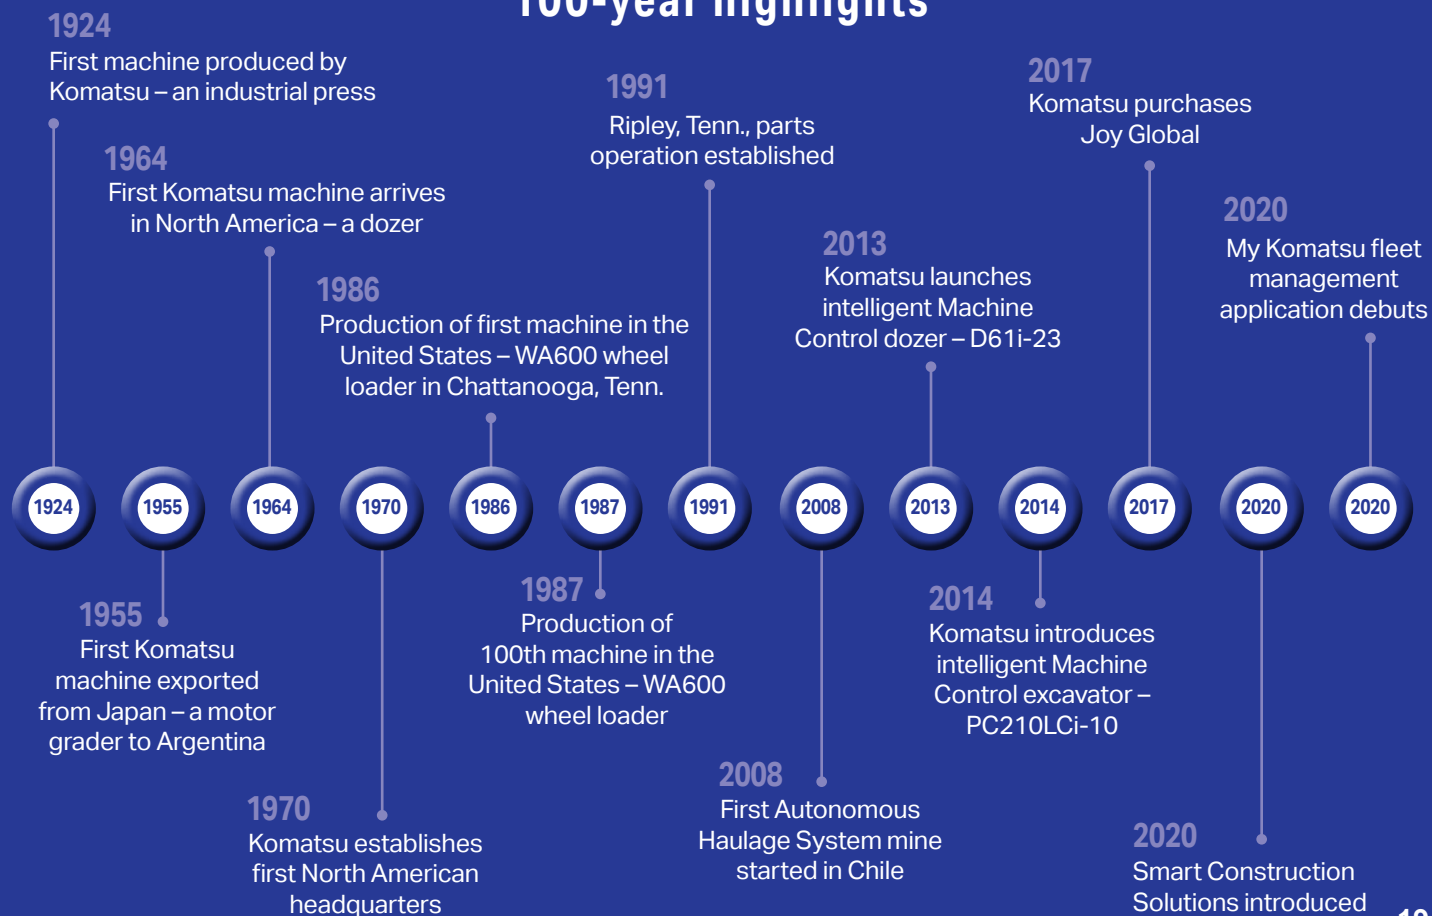 100-year highlights
1924
First machine produced by
Komatsu – an industrial press
1964
First Komatsu machine arrives
in North America – a dozer
1986
Production of first machine in the
United States – WA600 wheel
loader in Chattanooga, Tenn.
1991
Ripley, Tenn., parts
operation established
2013
Komatsu launches
intelligent Machine
Control dozer – D61i-23
2017
Komatsu purchases
Joy Global
2020
My Komatsu fleet
management
application debuts
1924 1955 1964 1970 1986 1987 1991 2008 2013 2014 2017 2020 2020
1955
First Komatsu
machine exported
from Japan – a motor
grader to Argentina
1970
Komatsu establishes
first North American
headquarters
1987
Production of
100th machine in the
United States – WA600
wheel loader
2008
First Autonomous
Haulage System mine
started in Chile
2014
Komatsu introduces
intelligent Machine
Control excavator –
PC210LCi-10
2020
Smart Construction
Solutions introduced